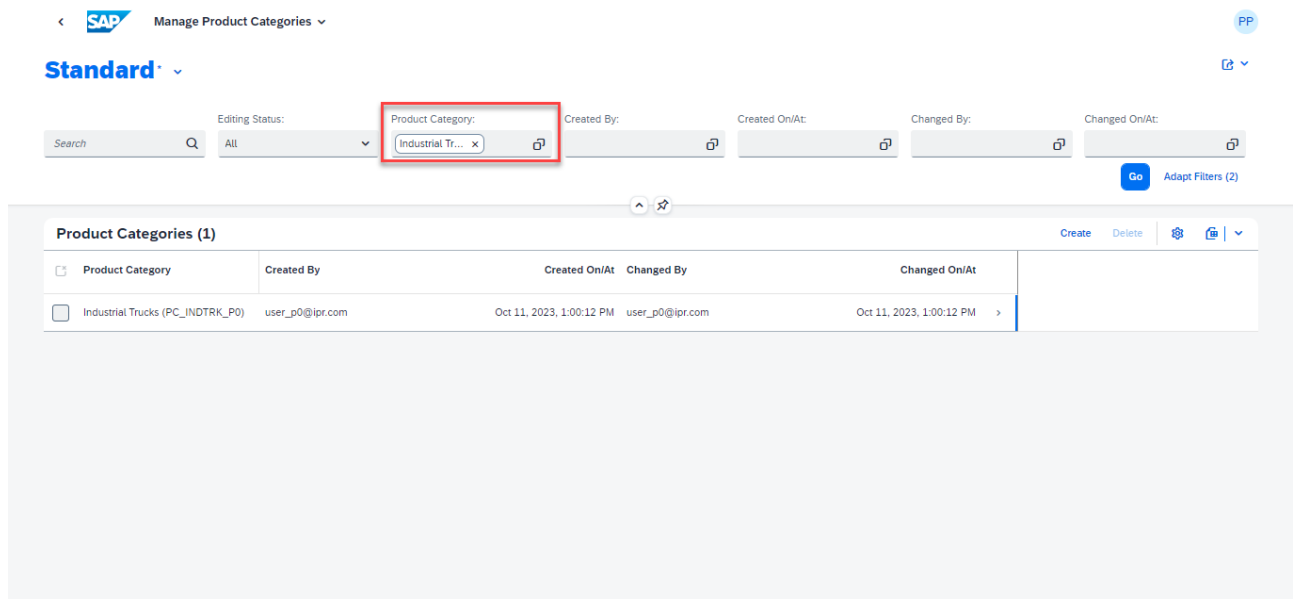 SAP Manage Product Categories PP
Standard*
Editing Status: Product Category: Created By: Created On/At: Changed By: Changed On/At:
Search All Industrial Tr...
Go Adapt Filters (2)
Product Categories (1) Create Delete
Product Category Created By Created On/At Changed By Changed On/At
Industrial Trucks (PC_INDTRK_P0) user_p0@ipr.com Oct 11, 2023, 1:00:12 PM user_p0@ipr.com Oct 11, 2023, 1:00:12 PM